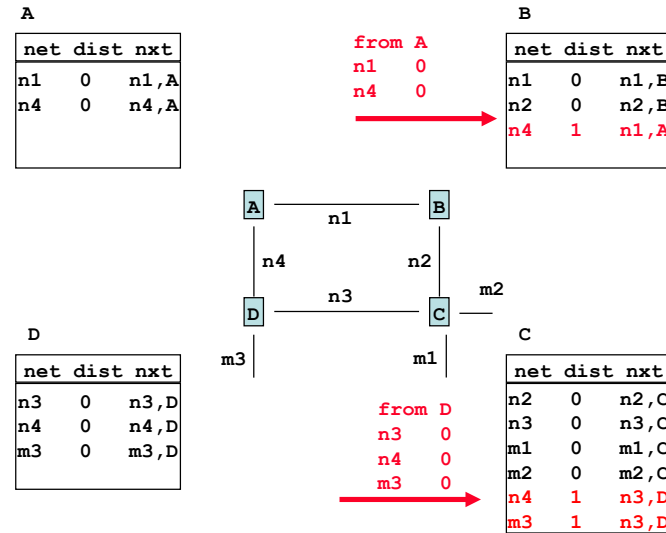 A
net dist nxt
n1 0 n1,A
n4 0 n4,A
from A
n1 0
n4 0
B
net dist nxt
n1 0 n1,B
n2 0 n2,B
n4 1 n1,A
A
B
n1
n4
n2
n3
m2
D
C
m3
m1
D
net dist nxt
n3 0 n3,D
n4 0 n4,D
m3 0 m3,D
from D
n3 0
n4 0
m3 0
C
net dist nxt
n2 0 n2,C
n3 0 n3,C
m1 0 m1,C
m2 0 m2,C
n4 1 n3,D
m3 1 n3,D